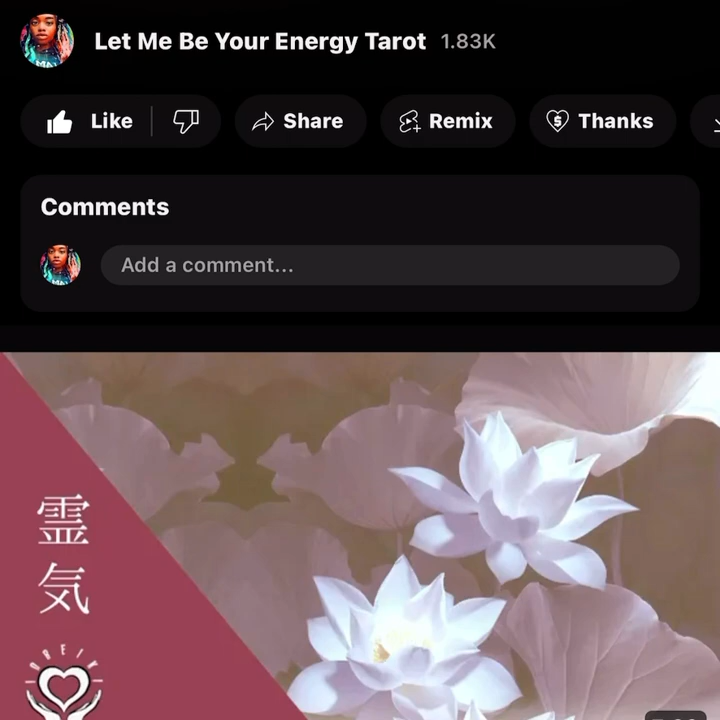 Let Me Be Your Energy Tarot 1.83K
Like Share Remix Thanks
Comments
Add a comment...
霊
気